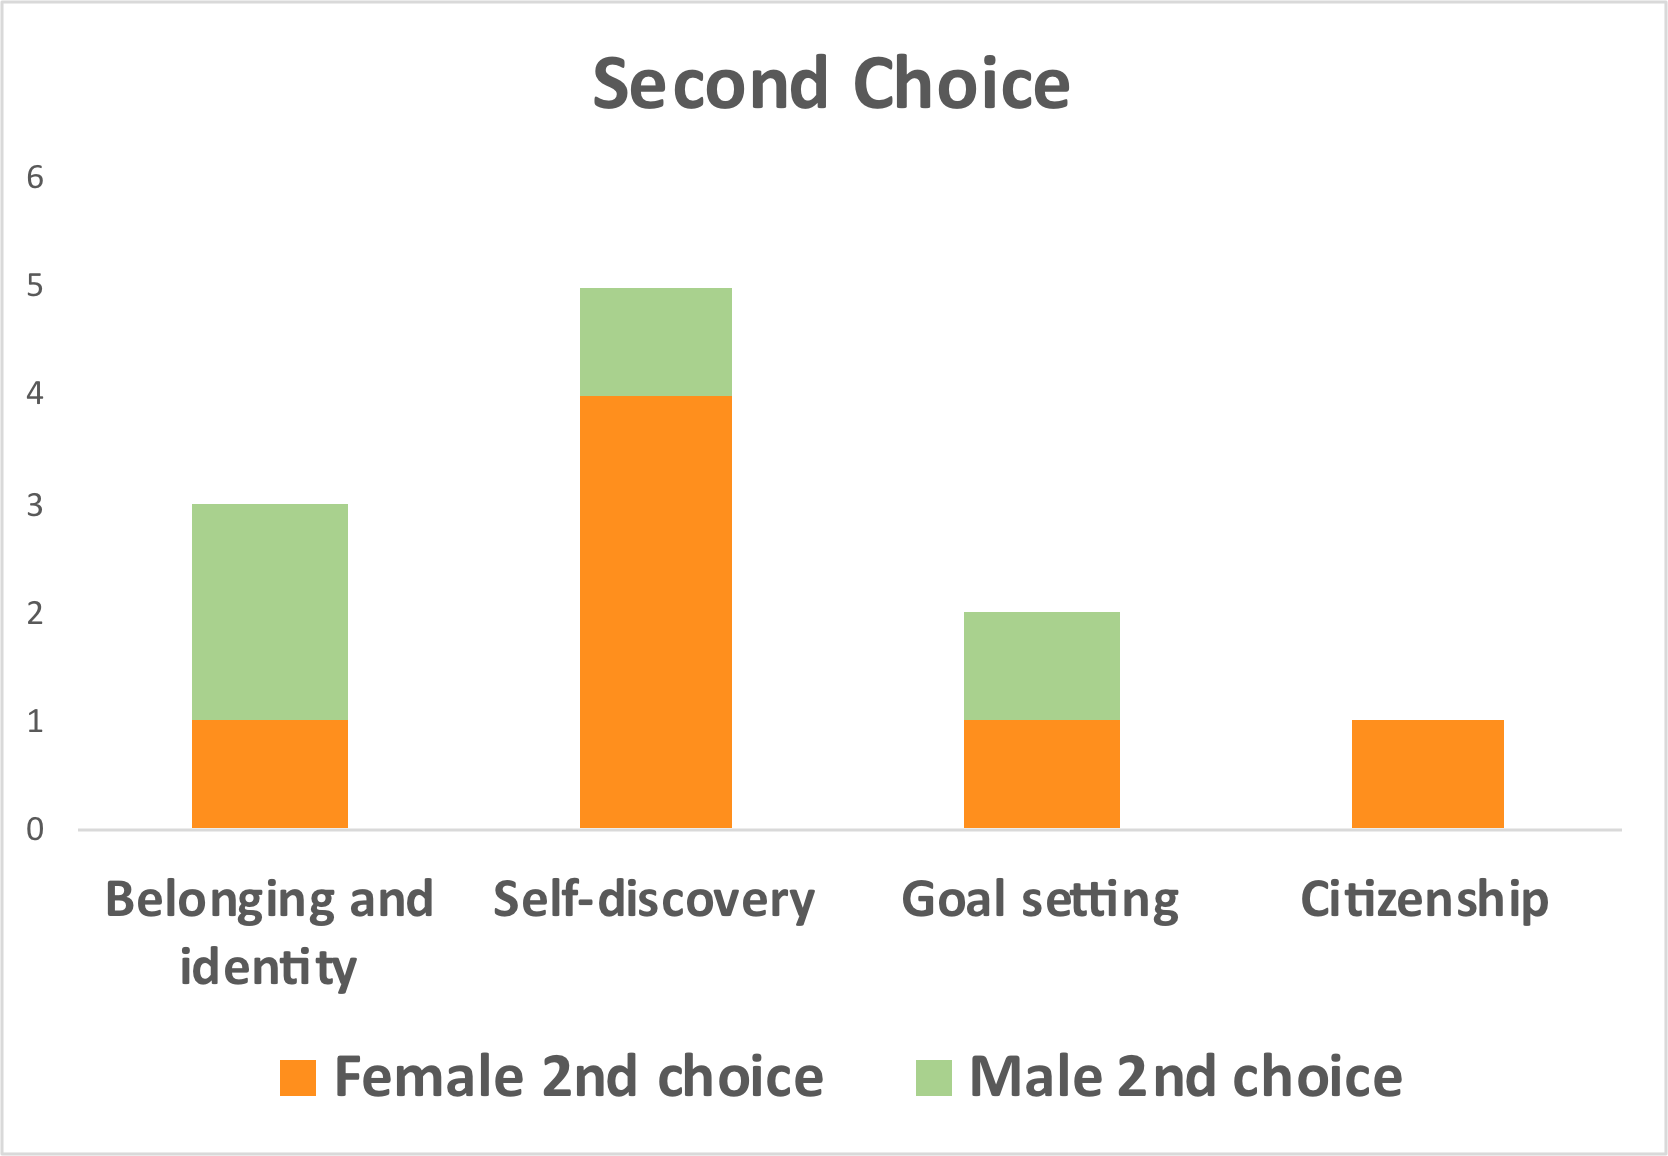 Second Choice
6
5
4
3
2
1
0
Belonging and identity
Self-discovery
Goal setting
Citizenship
Female 2nd choice
Male 2nd choice